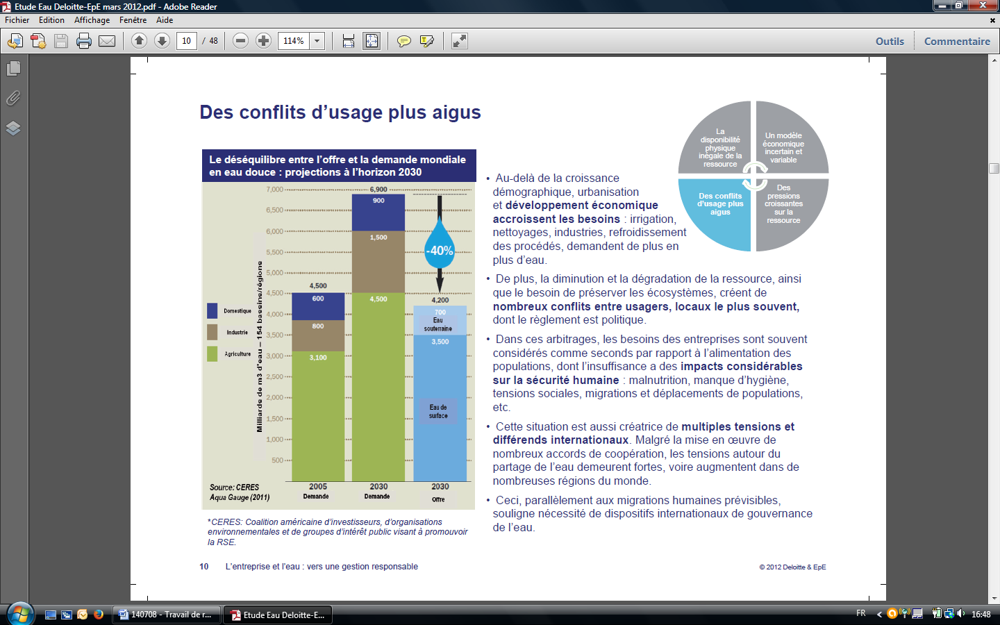 Etude Eau Deloitte-EpE mars 2012.pdf - Adobe Reader
Fichier Edition Affichage Fenêtre Aide
10 / 48
114%
Outils Commentaire
Des conflits d’usage plus aigus
La
disponibilité
physique
inégale de la
ressource
Un modèle
économique
incertain et
variable
Des conflits
d’usage plus
aigus
Des
pressions
croissantes
sur la
ressource
Le déséquilibre entre l’offre et la demande mondiale
en eau douce : projections à l’horizon 2030
Milliards de m3 d’eau – 154 bassins/régions
7,000
6,500
6,000
5,500
5,000
4,500
4,000
3,500
3,000
2,500
2,000
1,500
1,000
500
Domestique
Industrie
Agriculture
4,500
600
800
3,100
6,900
900
1,500
4,500
-40%
4,200
700
Eau
souterraine
3,500
Eau de
surface
2005
Demande
2030
Demande
2030
Offre
Source: CERES
Aqua Gauge (2011)
*CERES: Coalition américaine d’investisseurs, d’organisations
environnementales et de groupes d’intérêt public visant à promouvoir
la RSE.
• Au-delà de la croissance
démographique, urbanisation
et développement économique
accroissent les besoins : irrigation,
nettoyages, industries, refroidissement
des procédés, demandent de plus en
plus d’eau.
• De plus, la diminution et la dégradation de la ressource, ainsi
que le besoin de préserver les écosystèmes, créent de
nombreux conflits entre usagers, locaux le plus souvent,
dont le règlement est politique.
• Dans ces arbitrages, les besoins des entreprises sont souvent
considérés comme seconds par rapport à l’alimentation des
populations, dont l’insuffisance a des impacts considérables
sur la sécurité humaine : malnutrition, manque d’hygiène,
tensions sociales, migrations et déplacements de populations,
etc.
• Cette situation est aussi créatrice de multiples tensions et
différends internationaux. Malgré la mise en œuvre de
nombreux accords de coopération, les tensions autour du
partage de l’eau demeurent fortes, voire augmentent dans de
nombreuses régions du monde.
• Ceci, parallèlement aux migrations humaines prévisibles,
souligne nécessité de dispositifs internationaux de gouvernance
de l’eau.
10 L’entreprise et l’eau : vers une gestion responsable
© 2012 Deloitte & EpE
140708 - Travail de r...
Etude Eau Deloitte-E...
FR
16:48